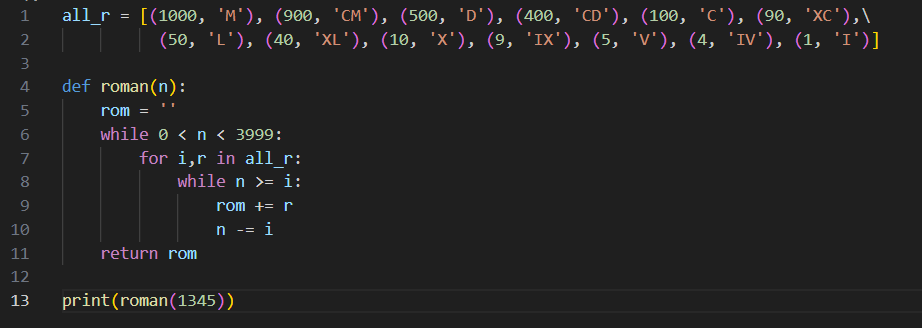 1 all_r = [(1000, 'M'), (900, 'CM'), (500, 'D'), (400, 'CD'), (100, 'C'), (90, 'XC'),\
2 (50, 'L'), (40, 'XL'), (10, 'X'), (9, 'IX'), (5, 'V'), (4, 'IV'), (1, 'I')]
3
4 def roman(n):
5     rom = ''
6     while 0 < n < 3999:
7         for i,r in all_r:
8             while n >= i:
9                 rom += r
10                 n -= i
11     return rom
12
13 print(roman(1345))